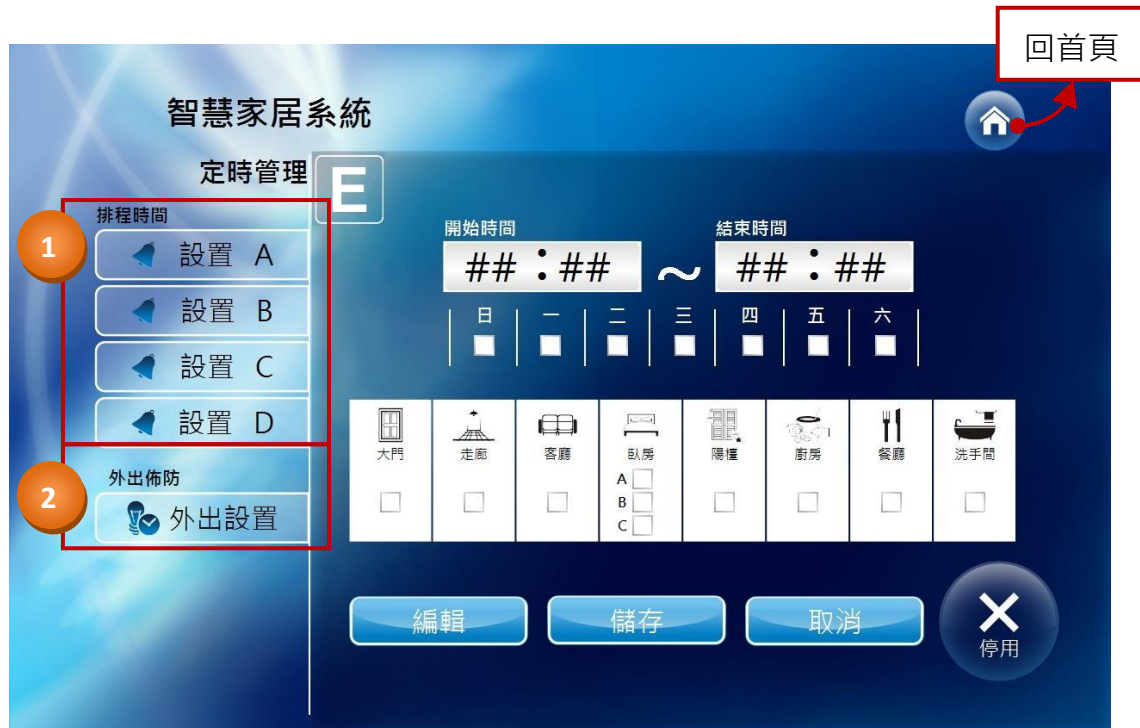 回首頁
智慧家居系統
定時管理
E
1
排程時間
設置 A
設置 B
設置 C
設置 D
2
外出佈防
外出設置
開始時間 結束時間
##:## ~ ##:##
日 一 二 三 四 五 六
大門 走廊 客廳 臥房 陽檯 廚房 餐廳 洗手間
A
B
C
編輯 儲存 取消
停用